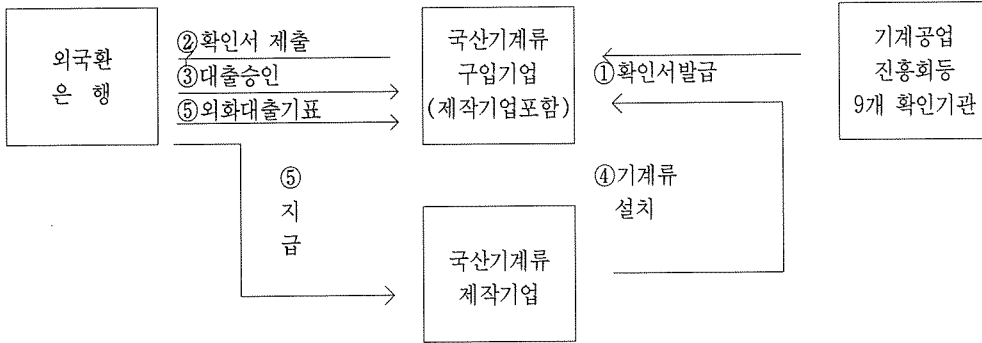 외국환
은 행
②확인서 제출
③대출승인
⑤외화대출기표
국산기계류
구입기업
(제작기업포함)
①확인서발급
기계공업
진흥회등
9개 확인기관
⑤
지
급
④기계류
설치
국산기계류
제작기업